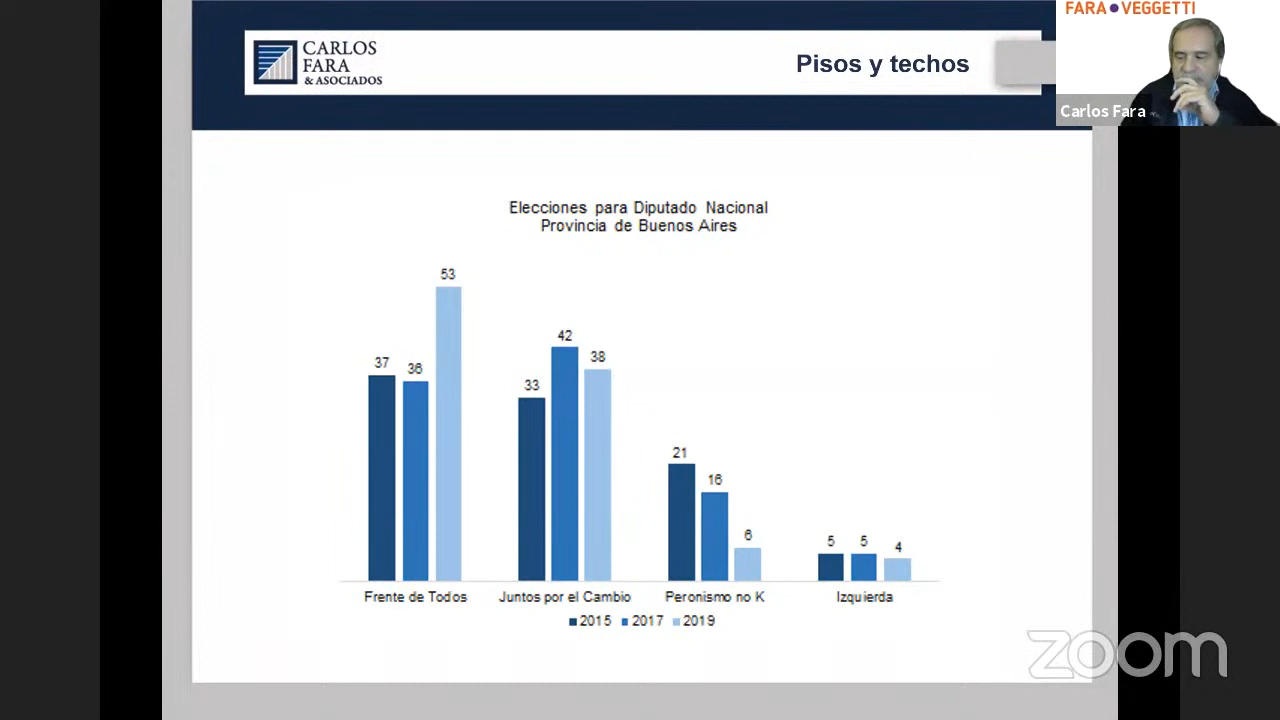 FARA VEGGETTI
CARLOS
FARA
& ASOCIADOS
Pisos y techos
Carlos Fara
Elecciones para Diputado Nacional
Provincia de Buenos Aires
53
37
36
42
38
33
21
16
6
5
5
4
Frente de Todos
Juntos por el Cambio
Peronismo no K
Izquierda
2015 2017 2019
zoom